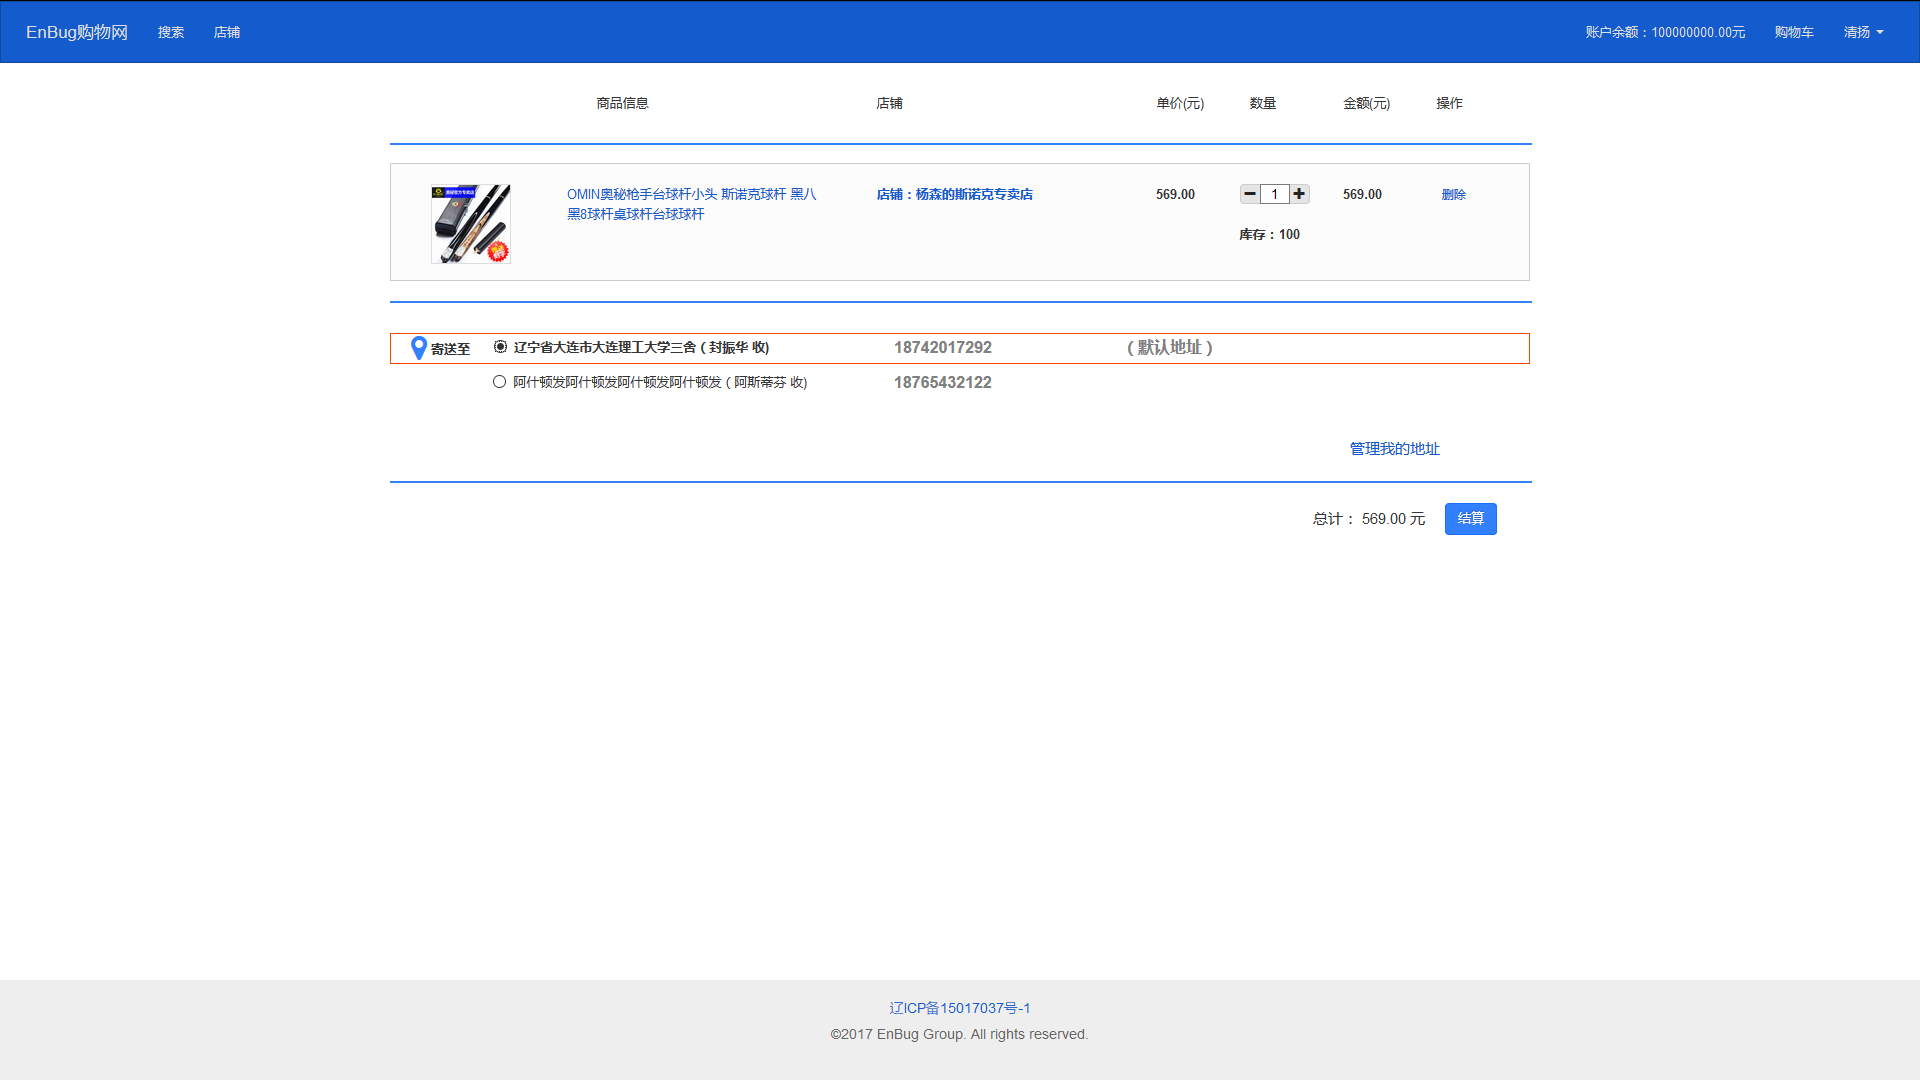 EnBug购物网 搜索 店铺 账户余额：100000000.00元 购物车 清扬
商品信息 店铺 单价(元) 数量 金额(元) 操作
OMIN奥秘枪手台球杆小头 斯诺克球杆 黑八 店铺：杨森的斯诺克专卖店 569.00 1 569.00 删除
黑8球杆桌球杆台球球杆
库存：100
寄送至 辽宁省大连市大连理工大学三舍（封振华 收) 18742017292 （默认地址）
阿什顿发阿什顿发阿什顿发阿什顿发（阿斯蒂芬 收) 18765432122
管理我的地址
总计： 569.00 元 结算
辽ICP备15017037号-1
©2017 EnBug Group. All rights reserved.